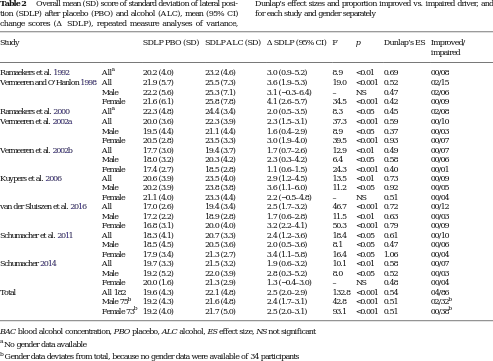 Table 2 Overall mean (SD) score of standard deviation of lateral position (SDLP) after placebo (PBO) and alcohol (ALC), mean (95% CI) change scores (Δ SDLP), repeated measure analyses of variance,
Dunlap's effect sizes and proportion improved vs. impaired driver, and for each study and gender separately
Study SDLP PBO (SD) SDLP ALC (SD) Δ SDLP (95% CI) F p Dunlap's ES Improved/impaired
Ramaekers et al. 1992 All^a 20.2 (4.0) 23.2 (4.6) 3.0 (0.9–5.2) 8.9 <0.01 0.69 00/08
Vermeeren and O'Hanlon 1998 All 21.9 (5.7) 25.5 (7.3) 3.6 (1.9–5.3) 19.0 <0.001 0.52 02/15
Male 22.2 (5.6) 25.3 (7.1) 3.1 (−0.3–6.4) – NS 0.47 02/06
Female 21.6 (6.1) 25.8 (7.8) 4.1 (2.6–5.7) 34.5 <0.001 0.42 00/09
Ramaekers et al. 2000 All^a 22.3 (4.8) 24.4 (3.4) 2.0 (0.5–3.5) 8.3 <0.05 0.45 02/08
Vermeeren et al. 2002a All 20.0 (3.6) 22.3 (3.9) 2.3 (1.5–3.1) 37.3 <0.001 0.59 00/10
Male 19.5 (4.4) 21.1 (4.4) 1.6 (0.4–2.9) 8.9 <0.05 0.37 00/03
Female 20.5 (2.8) 23.5 (3.3) 3.0 (1.9–4.0) 39.5 <0.001 0.93 00/07
Vermeeren et al. 2002b All 17.7 (3.0) 19.4 (3.7) 1.7 (0.7–2.6) 12.9 <0.01 0.49 00/07
Male 18.0 (3.2) 20.3 (4.2) 2.3 (0.3–4.2) 6.4 <0.05 0.58 00/06
Female 17.4 (2.7) 18.5 (2.8) 1.1 (0.6–1.5) 24.3 <0.001 0.40 00/01
Kuypers et al. 2006 All 20.6 (3.9) 23.5 (4.0) 2.9 (1.2–4.5) 13.5 <0.01 0.73 00/09
Male 20.2 (3.9) 23.8 (3.8) 3.6 (1.1–6.0) 11.2 <0.05 0.92 00/05
Female 21.1 (4.0) 23.3 (4.4) 2.2 (−0.5–4.8) – NS 0.51 00/04
van der Sluiszen et al. 2016 All 17.0 (2.6) 19.4 (3.4) 2.5 (1.7–3.2) 46.7 <0.001 0.72 00/12
Male 17.2 (2.2) 18.9 (2.8) 1.7 (0.6–2.8) 11.5 <0.01 0.63 00/03
Female 16.8 (3.1) 20.0 (4.0) 3.2 (2.2–4.1) 50.3 <0.001 0.79 00/09
Schumacher et al. 2011 All 18.3 (4.1) 20.7 (3.3) 2.4 (1.2–3.6) 18.4 <0.05 0.61 00/10
Male 18.5 (4.5) 20.5 (3.6) 2.0 (0.5–3.6) 8.1 <0.05 0.47 00/06
Female 17.9 (3.4) 21.3 (2.7) 3.4 (1.1–5.8) 16.4 <0.05 1.06 00/04
Schumacher 2014 All 19.7 (3.3) 21.5 (3.2) 1.9 (0.6–3.2) 10.1 <0.01 0.58 00/07
Male 19.2 (5.2) 22.0 (3.9) 2.8 (0.3–5.2) 8.0 <0.05 0.52 00/03
Female 20.0 (1.6) 21.3 (2.9) 1.3 (−0.4–3.0) – NS 0.48 00/04
Total All 182 19.6 (4.3) 22.1 (4.8) 2.5 (2.0–2.9) 132.8 <0.001 0.54 04/86
Male 75^b 19.2 (4.3) 21.6 (4.8) 2.4 (1.7–3.1) 42.8 <0.001 0.51 02/32^b
Female 73^b 19.2 (4.0) 21.7 (5.0) 2.5 (2.0–3.1) 93.1 <0.001 0.51 00/38^b
BAC blood alcohol concentration, PBO placebo, ALC alcohol, ES effect size, NS not significant
^a No gender data available
^b Gender data deviates from total, because no gender data were available of 34 participants